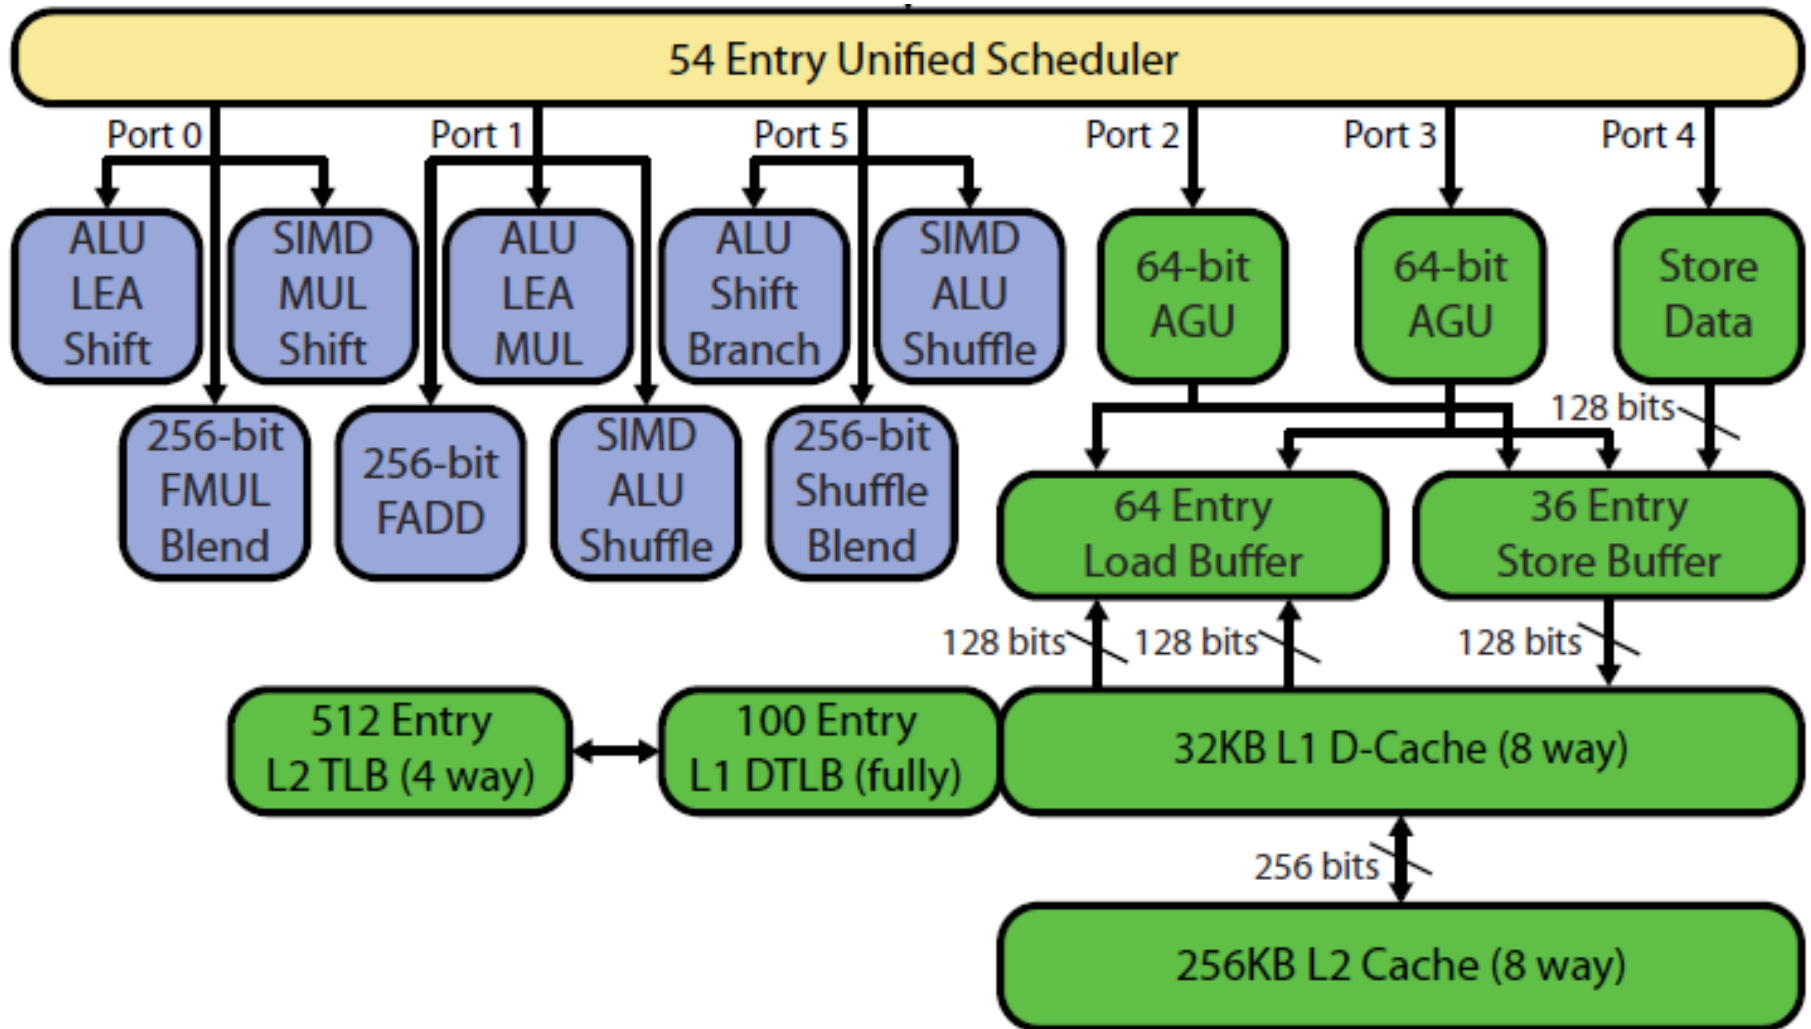 54 Entry Unified Scheduler
Port 0
Port 1
Port 5
Port 2
Port 3
Port 4
ALU
LEA
Shift
SIMD
MUL
Shift
ALU
LEA
MUL
ALU
Shift
Branch
SIMD
ALU
Shuffle
64-bit
AGU
64-bit
AGU
Store
Data
256-bit
FMUL
Blend
256-bit
FADD
SIMD
ALU
Shuffle
256-bit
Shuffle
Blend
128 bits
64 Entry
Load Buffer
36 Entry
Store Buffer
128 bits
128 bits
128 bits
512 Entry
L2 TLB (4 way)
100 Entry
L1 DTLB (fully)
32KB L1 D-Cache (8 way)
256 bits
256KB L2 Cache (8 way)